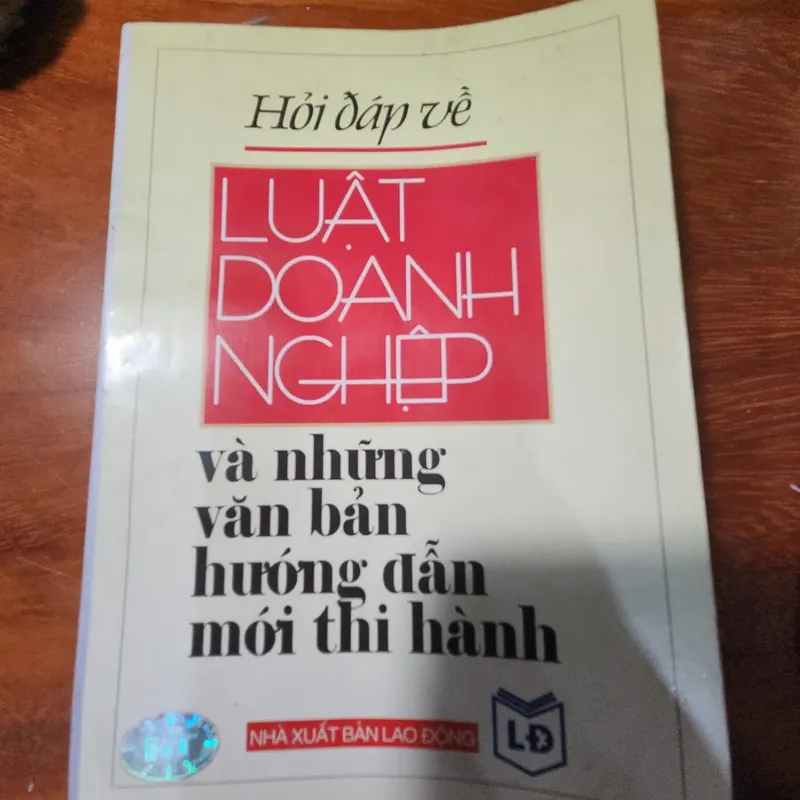 Hỏi đáp về
LUẬT
DOANH
NGHIỆP
và những
văn bản
hướng dẫn
mới thi hành
NHÀ XUẤT BẢN LAO ĐỘNG
LĐ